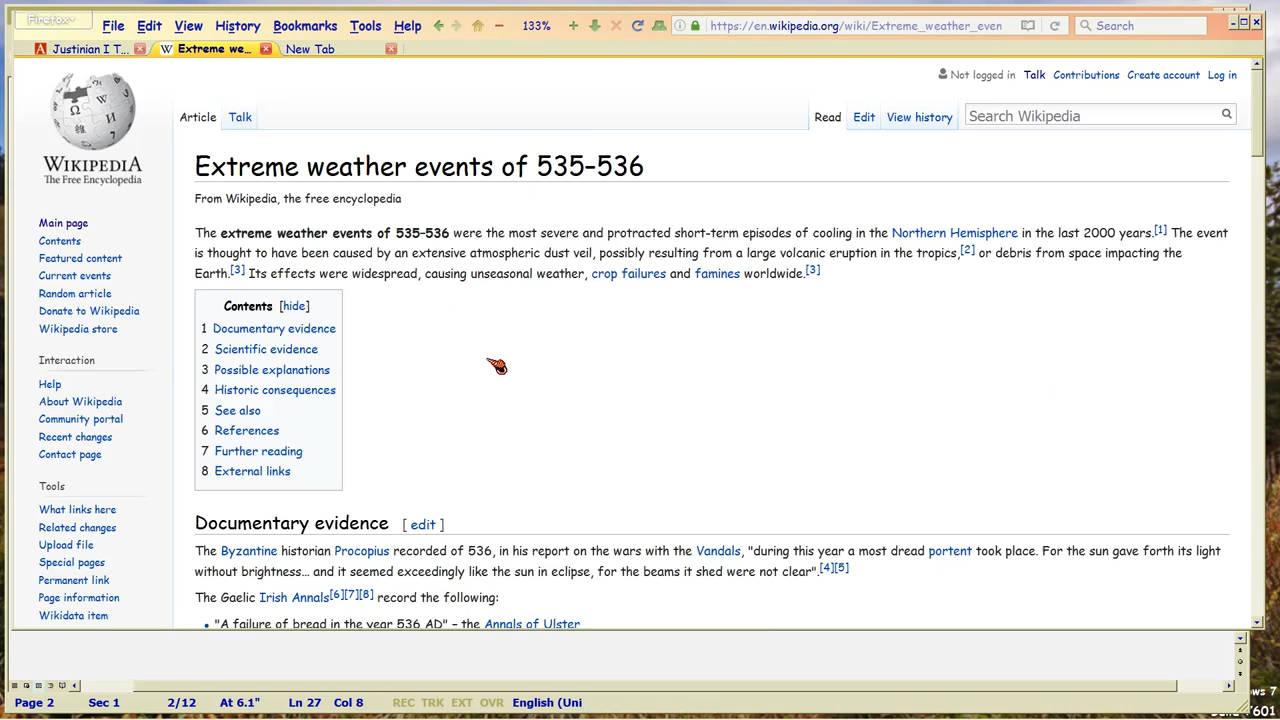 Firefox
File Edit View History Bookmarks Tools Help 133% https://en.wikipedia.org/wiki/Extreme_weather_even Search
Justinian I T... Extreme we... New Tab
Not logged in Talk Contributions Create account Log in
Article Talk Read Edit View history Search Wikipedia
WIKIPEDIA
The Free Encyclopedia
Main page
Contents
Featured content
Current events
Random article
Donate to Wikipedia
Wikipedia store
Interaction
Help
About Wikipedia
Community portal
Recent changes
Contact page
Tools
What links here
Related changes
Upload file
Special pages
Permanent link
Page information
Wikidata item
Extreme weather events of 535–536
From Wikipedia, the free encyclopedia
The extreme weather events of 535–536 were the most severe and protracted short-term episodes of cooling in the Northern Hemisphere in the last 2000 years.[1] The event
is thought to have been caused by an extensive atmospheric dust veil, possibly resulting from a large volcanic eruption in the tropics,[2] or debris from space impacting the
Earth.[3] Its effects were widespread, causing unseasonal weather, crop failures and famines worldwide.[3]
Contents [hide]
1 Documentary evidence
2 Scientific evidence
3 Possible explanations
4 Historic consequences
5 See also
6 References
7 Further reading
8 External links
Documentary evidence [ edit ]
The Byzantine historian Procopius recorded of 536, in his report on the wars with the Vandals, "during this year a most dread portent took place. For the sun gave forth its light
without brightness... and it seemed exceedingly like the sun in eclipse, for the beams it shed were not clear".[4][5]
The Gaelic Irish Annals[6][7][8] record the following:
• "A failure of bread in the year 536 AD" – the Annals of Ulster
Page 2 Sec 1 2/12 At 6.1" Ln 27 Col 8 REC TRK EXT OVR English (Uni
ows 7
601